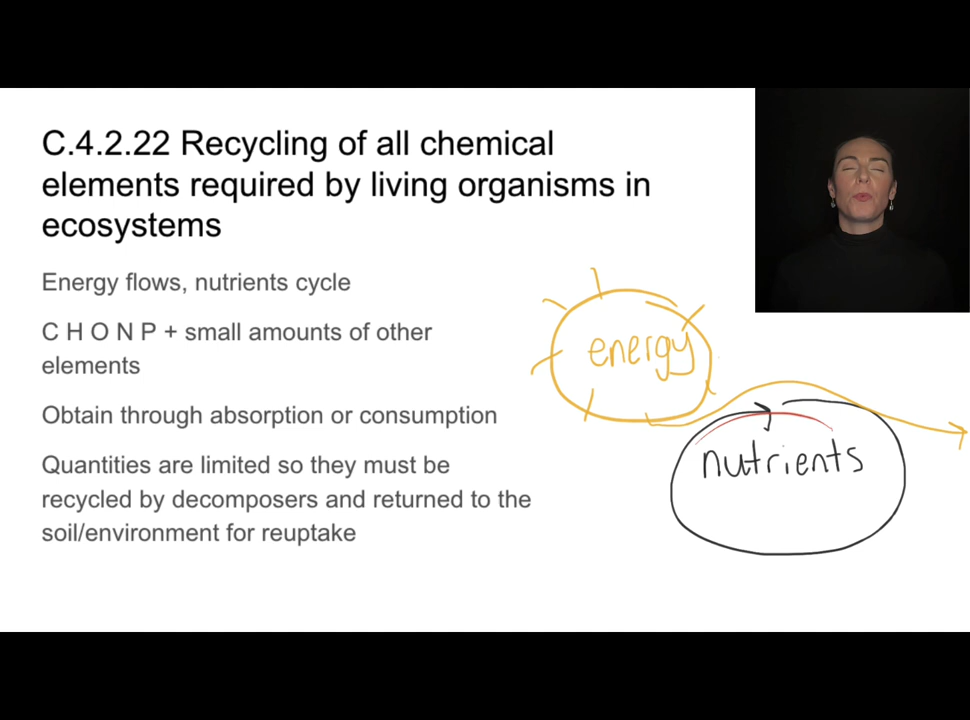 C.4.2.22 Recycling of all chemical
elements required by living organisms in
ecosystems
Energy flows, nutrients cycle
C H O N P + small amounts of other
elements
Obtain through absorption or consumption
Quantities are limited so they must be
recycled by decomposers and returned to the
soil/environment for reuptake
energy
nutrients